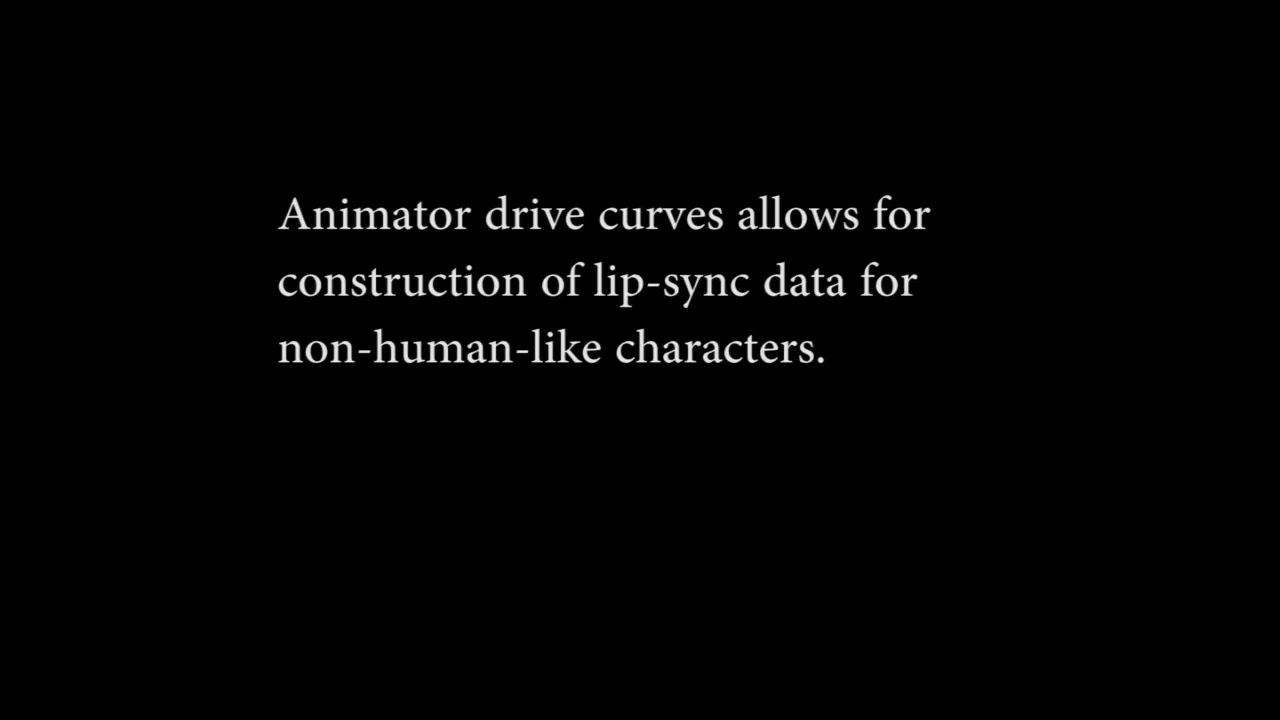 Animator drive curves allows for
construction of lip-sync data for
non-human-like characters.